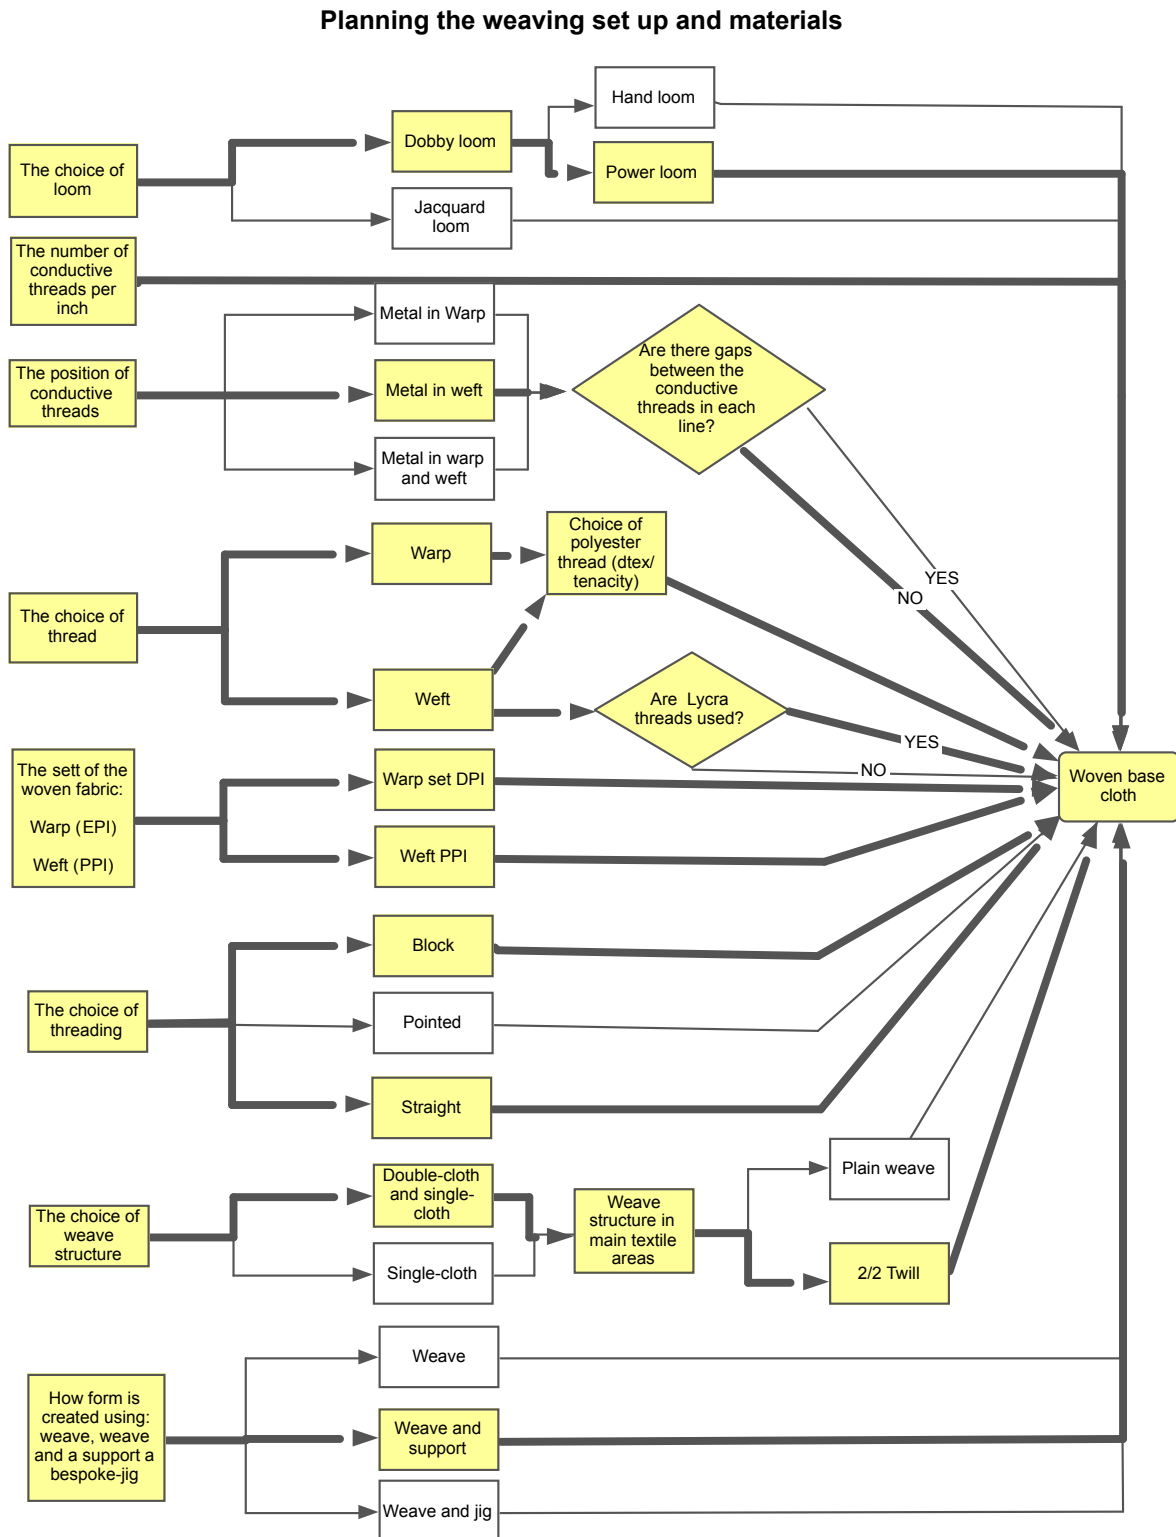 Planning the weaving set up and materials
Hand loom
Dobby loom
Power loom
The choice of
loom
Jacquard
loom
The number of
conductive
threads per
inch
Metal in Warp
Are there gaps
between the
conductive
threads in each
line?
The position of
conductive
threads
Metal in weft
Metal in warp
and weft
YES
NO
Choice of
polyester
thread (dtex/
tenacity)
Warp
The choice of
thread
Weft
Are Lycra
threads used?
YES
NO
The sett of the
woven fabric:
Warp (EPI)
Weft (PPI)
Warp set DPI
Woven base
cloth
Weft PPI
Block
The choice of
threading
Pointed
Straight
Plain weave
Double-cloth
and single-
cloth
The choice of
weave
structure
Weave
structure in
main textile
areas
Single-cloth
2/2 Twill
Weave
How form is
created using:
weave, weave
and a support a
bespoke-jig
Weave and
support
Weave and jig